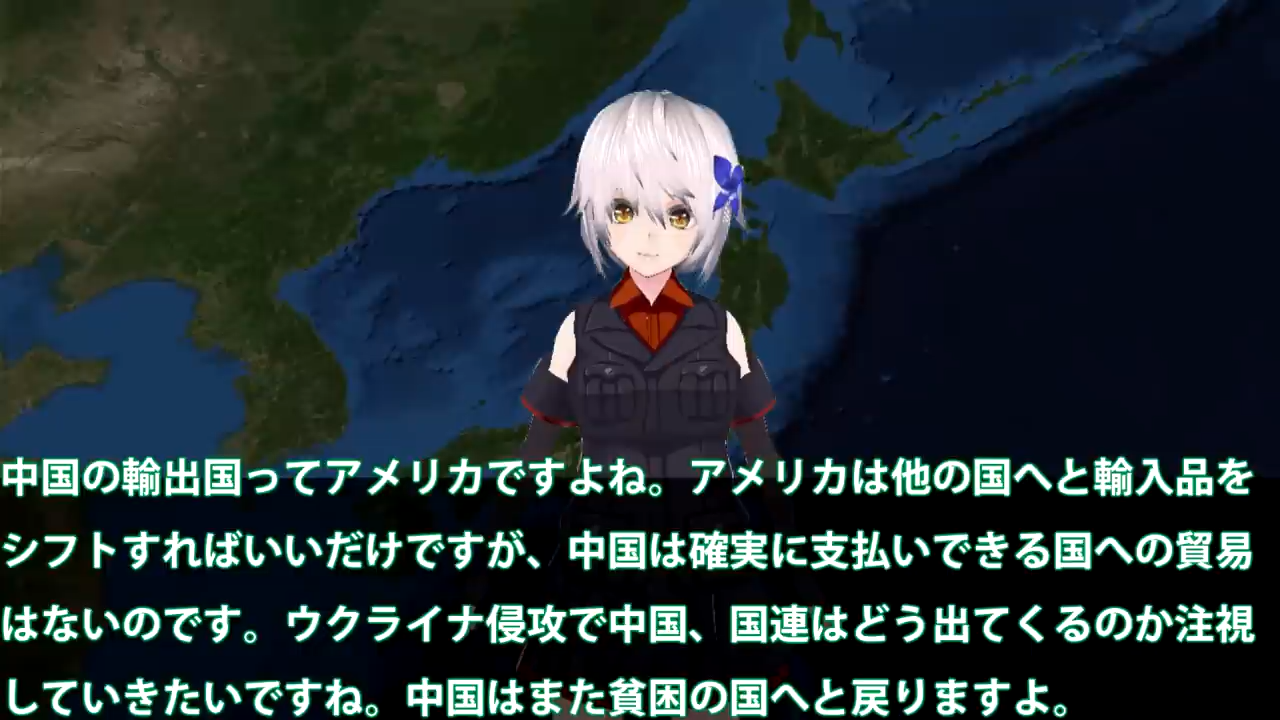 中国の輸出国ってアメリカですよね。アメリカは他の国へと輸入品を
シフトすればいいだけですが、中国は確実に支払いできる国への貿易
はないのです。ウクライナ侵攻で中国、国連はどう出てくるのか注視
していきたいですね。中国はまた貧困の国へと戻りますよ。